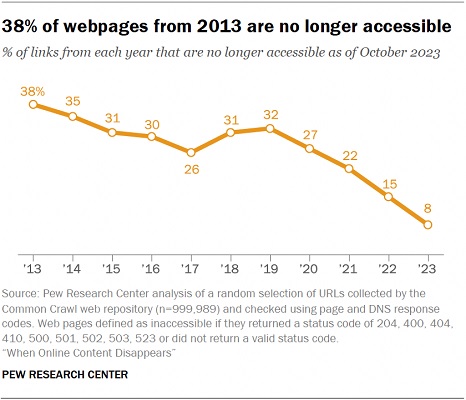 38% of webpages from 2013 are no longer accessible
% of links from each year that are no longer accessible as of October 2023
38% 35 31 30 26 31 32 27 22 15 8
'13 '14 '15 '16 '17 '18 '19 '20 '21 '22 '23
Source: Pew Research Center analysis of a random selection of URLs collected by the
Common Crawl web repository (n=999,989) and checked using page and DNS response
codes. Web pages defined as inaccessible if they returned a status code of 204, 400, 404,
410, 500, 501, 502, 503, 523 or did not return a valid status code.
"When Online Content Disappears"
PEW RESEARCH CENTER